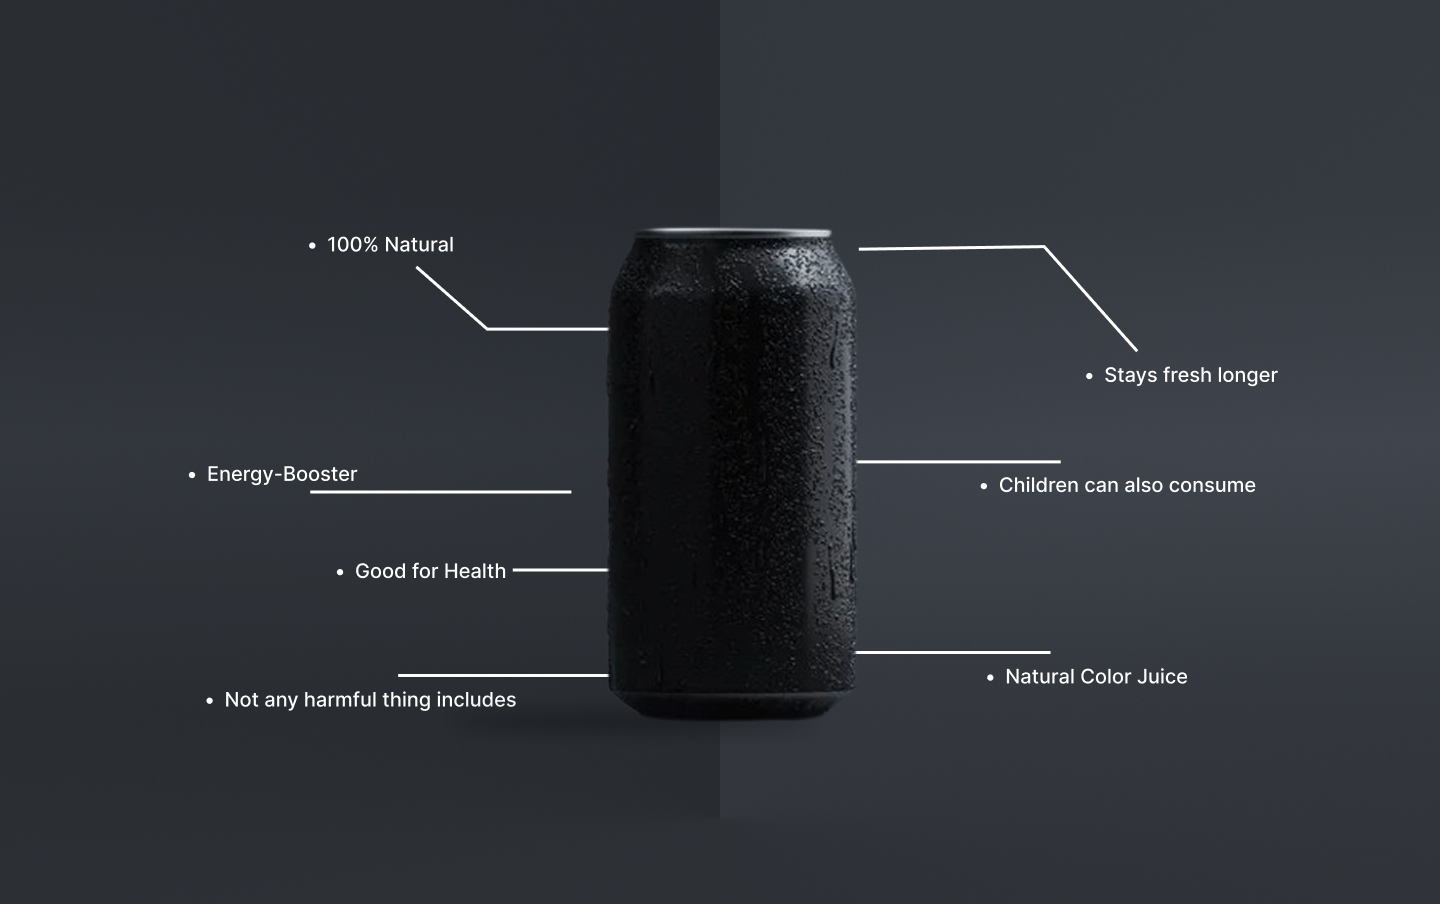 • 100% Natural
• Stays fresh longer
• Energy-Booster
• Children can also consume
• Good for Health
• Natural Color Juice
• Not any harmful thing includes